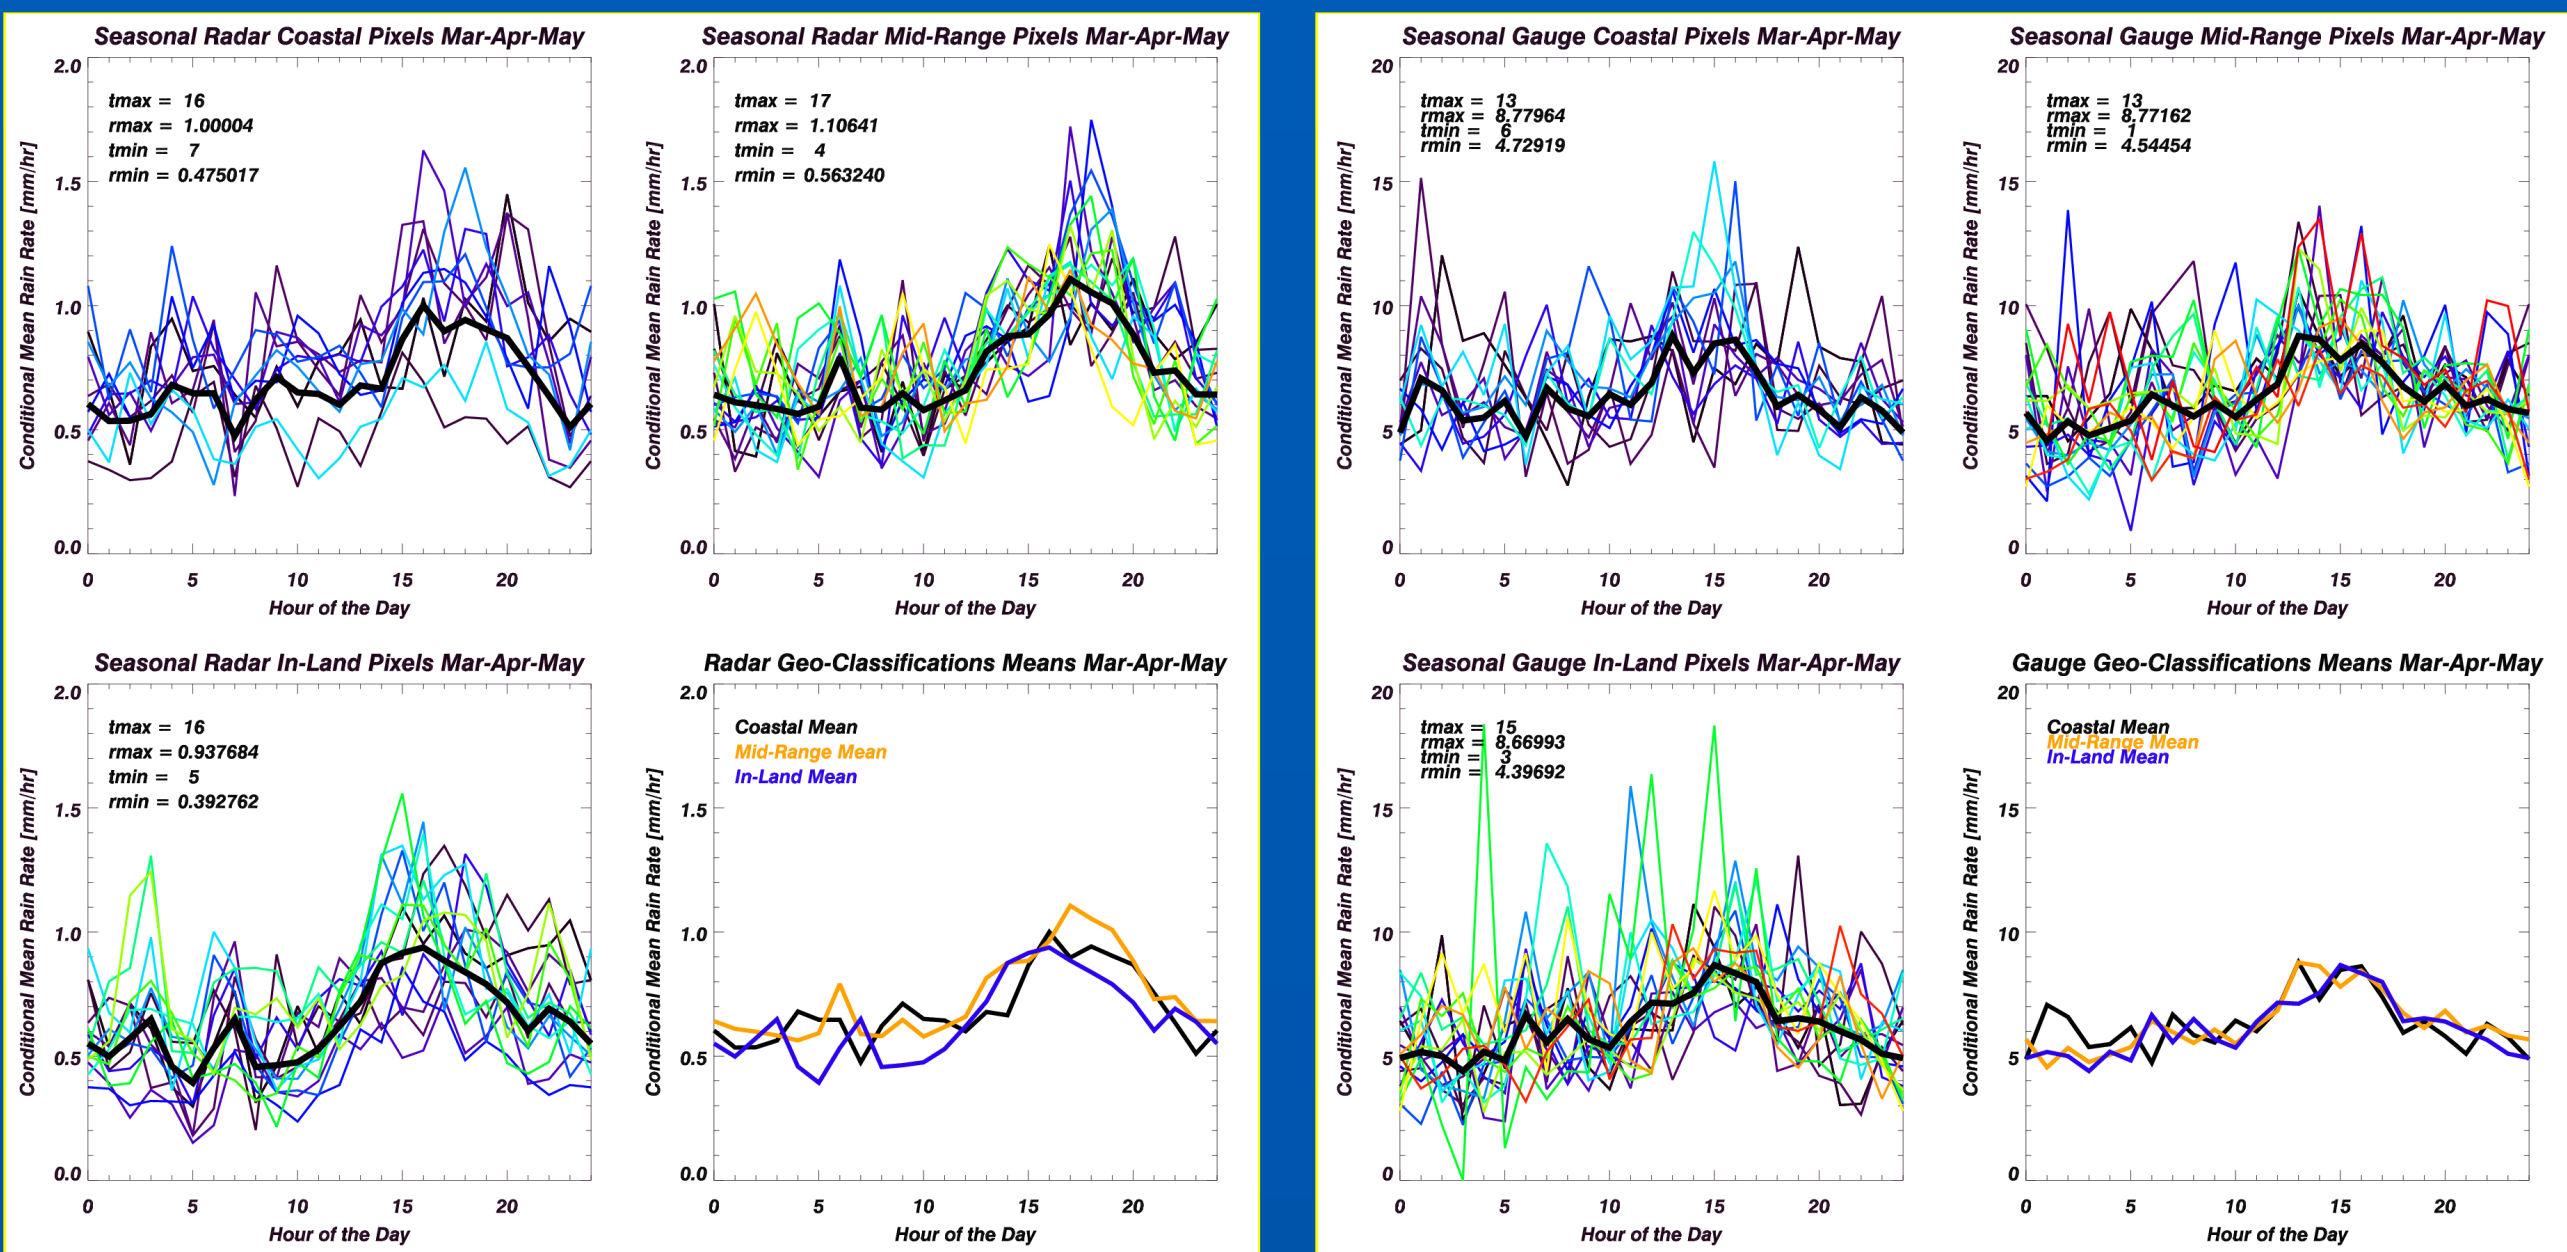 Seasonal Radar Coastal Pixels Mar-Apr-May
2.0
1.5
1.0
0.5
0.0
Conditional Mean Rain Rate [mm/hr]
tmax = 16
rmax = 1.00004
tmin = 7
rmin = 0.475017
0 5 10 15 20
Hour of the Day
Seasonal Radar Mid-Range Pixels Mar-Apr-May
2.0
1.5
1.0
0.5
0.0
Conditional Mean Rain Rate [mm/hr]
tmax = 17
rmax = 1.10641
tmin = 4
rmin = 0.563240
0 5 10 15 20
Hour of the Day
Seasonal Radar In-Land Pixels Mar-Apr-May
2.0
1.5
1.0
0.5
0.0
Conditional Mean Rain Rate [mm/hr]
tmax = 16
rmax = 0.937684
tmin = 5
rmin = 0.392762
0 5 10 15 20
Hour of the Day
Radar Geo-Classifications Means Mar-Apr-May
2.0
1.5
1.0
0.5
0.0
Conditional Mean Rain Rate [mm/hr]
Coastal Mean
Mid-Range Mean
In-Land Mean
0 5 10 15 20
Hour of the Day
Seasonal Gauge Coastal Pixels Mar-Apr-May
20
15
10
5
0
Conditional Mean Rain Rate [mm/hr]
tmax = 13
rmax = 8.77964
tmin = 6
rmin = 4.72919
0 5 10 15 20
Hour of the Day
Seasonal Gauge Mid-Range Pixels Mar-Apr-May
20
15
10
5
0
Conditional Mean Rain Rate [mm/hr]
tmax = 13
rmax = 8.77162
tmin = 1
rmin = 4.54454
0 5 10 15 20
Hour of the Day
Seasonal Gauge In-Land Pixels Mar-Apr-May
20
15
10
5
0
Conditional Mean Rain Rate [mm/hr]
tmax = 15
rmax = 8.66993
tmin = 3
rmin = 4.39692
0 5 10 15 20
Hour of the Day
Gauge Geo-Classifications Means Mar-Apr-May
20
15
10
5
0
Conditional Mean Rain Rate [mm/hr]
Coastal Mean
Mid-Range Mean
In-Land Mean
0 5 10 15 20
Hour of the Day